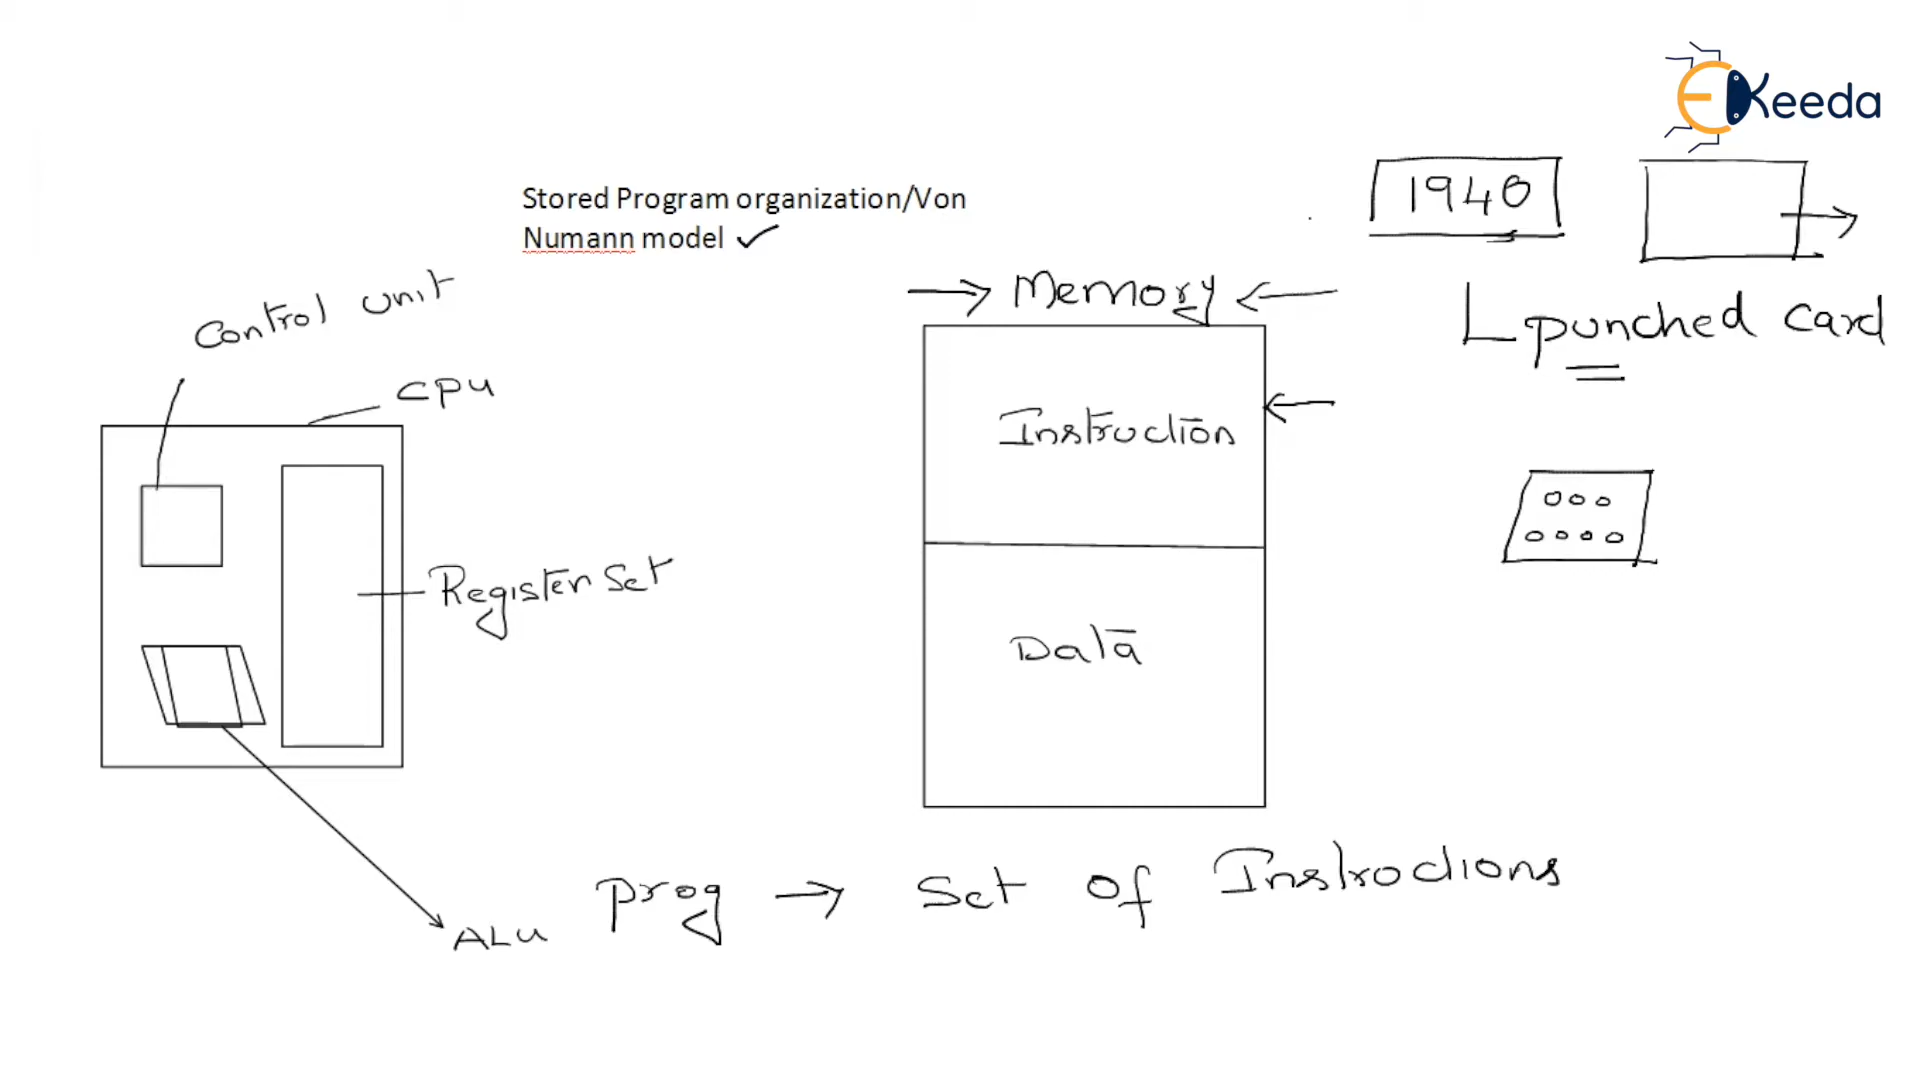 EKeeda
Stored Program organization/Von
Numann model
1940
Memory
punched card
Control unit
CPU
Instruction
Register Set
Data
prog → Set of Instructions
ALU